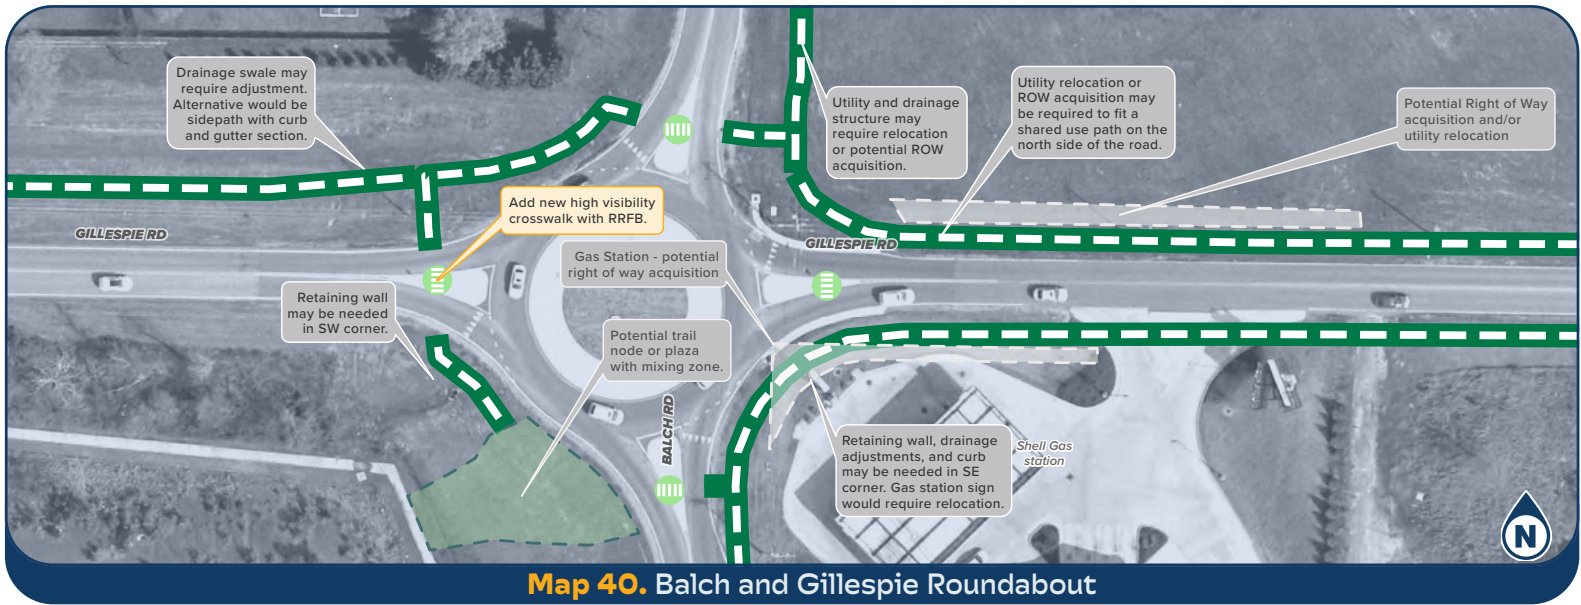 Drainage swale may
require adjustment.
Alternative would be
sidepath with curb
and gutter section.
Utility and drainage
structure may
require relocation
or potential ROW
acquisition.
Utility relocation or
ROW acquisition may
be required to fit a
shared use path on the
north side of the road.
Potential Right of Way
acquisition and/or
utility relocation
Add new high visibility
crosswalk with RRFB.
GILLESPIE RD
GILLESPIE RD
Gas Station - potential
right of way acquisition
Retaining wall
may be needed
in SW corner.
Potential trail
node or plaza
with mixing zone.
BALCH RD
Retaining wall, drainage
adjustments, and curb
may be needed in SE
corner. Gas station sign
would require relocation.
Shell Gas
station
N
Map 40. Balch and Gillespie Roundabout